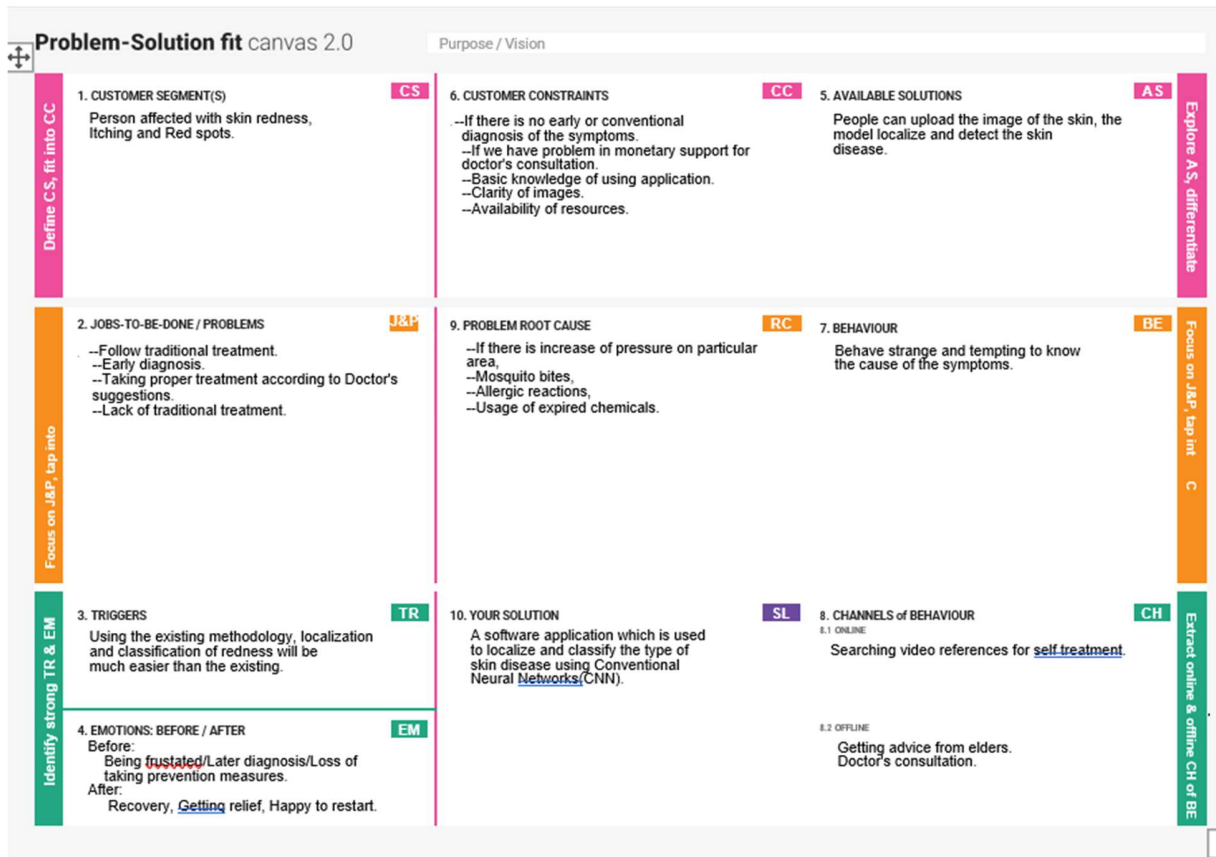 Problem-Solution fit canvas 2.0
Purpose / Vision
Define CS, fit into CC
1. CUSTOMER SEGMENT(S)
CS
Person affected with skin redness,
Itching and Red spots.
6. CUSTOMER CONSTRAINTS
CC
--If there is no early or conventional
diagnosis of the symptoms.
--If we have problem in monetary support for
doctor's consultation.
--Basic knowledge of using application.
--Clarity of images.
--Availability of resources.
5. AVAILABLE SOLUTIONS
AS
People can upload the image of the skin, the
model localize and detect the skin
disease.
Explore AS, differentiate
Focus on J&P, tap into
2. JOBS-TO-BE-DONE / PROBLEMS
J&P
--Follow traditional treatment.
--Early diagnosis.
--Taking proper treatment according to Doctor's
suggestions.
--Lack of traditional treatment.
9. PROBLEM ROOT CAUSE
RC
--If there is increase of pressure on particular
area,
--Mosquito bites,
--Allergic reactions,
--Usage of expired chemicals.
7. BEHAVIOUR
BE
Behave strange and tempting to know
the cause of the symptoms.
Focus on J&P, tap int C
Identify strong TR & EM
3. TRIGGERS
TR
Using the existing methodology, localization
and classification of redness will be
much easier than the existing.
4. EMOTIONS: BEFORE / AFTER
EM
Before:
Being frustated/Later diagnosis/Loss of
taking prevention measures.
After:
Recovery, Getting relief, Happy to restart.
10. YOUR SOLUTION
SL
A software application which is used
to localize and classify the type of
skin disease using Conventional
Neural Networks(CNN).
8. CHANNELS of BEHAVIOUR
CH
8.1 ONLINE
Searching video references for self treatment.
8.2 OFFLINE
Getting advice from elders.
Doctor's consultation.
Extract online & offline CH of BE